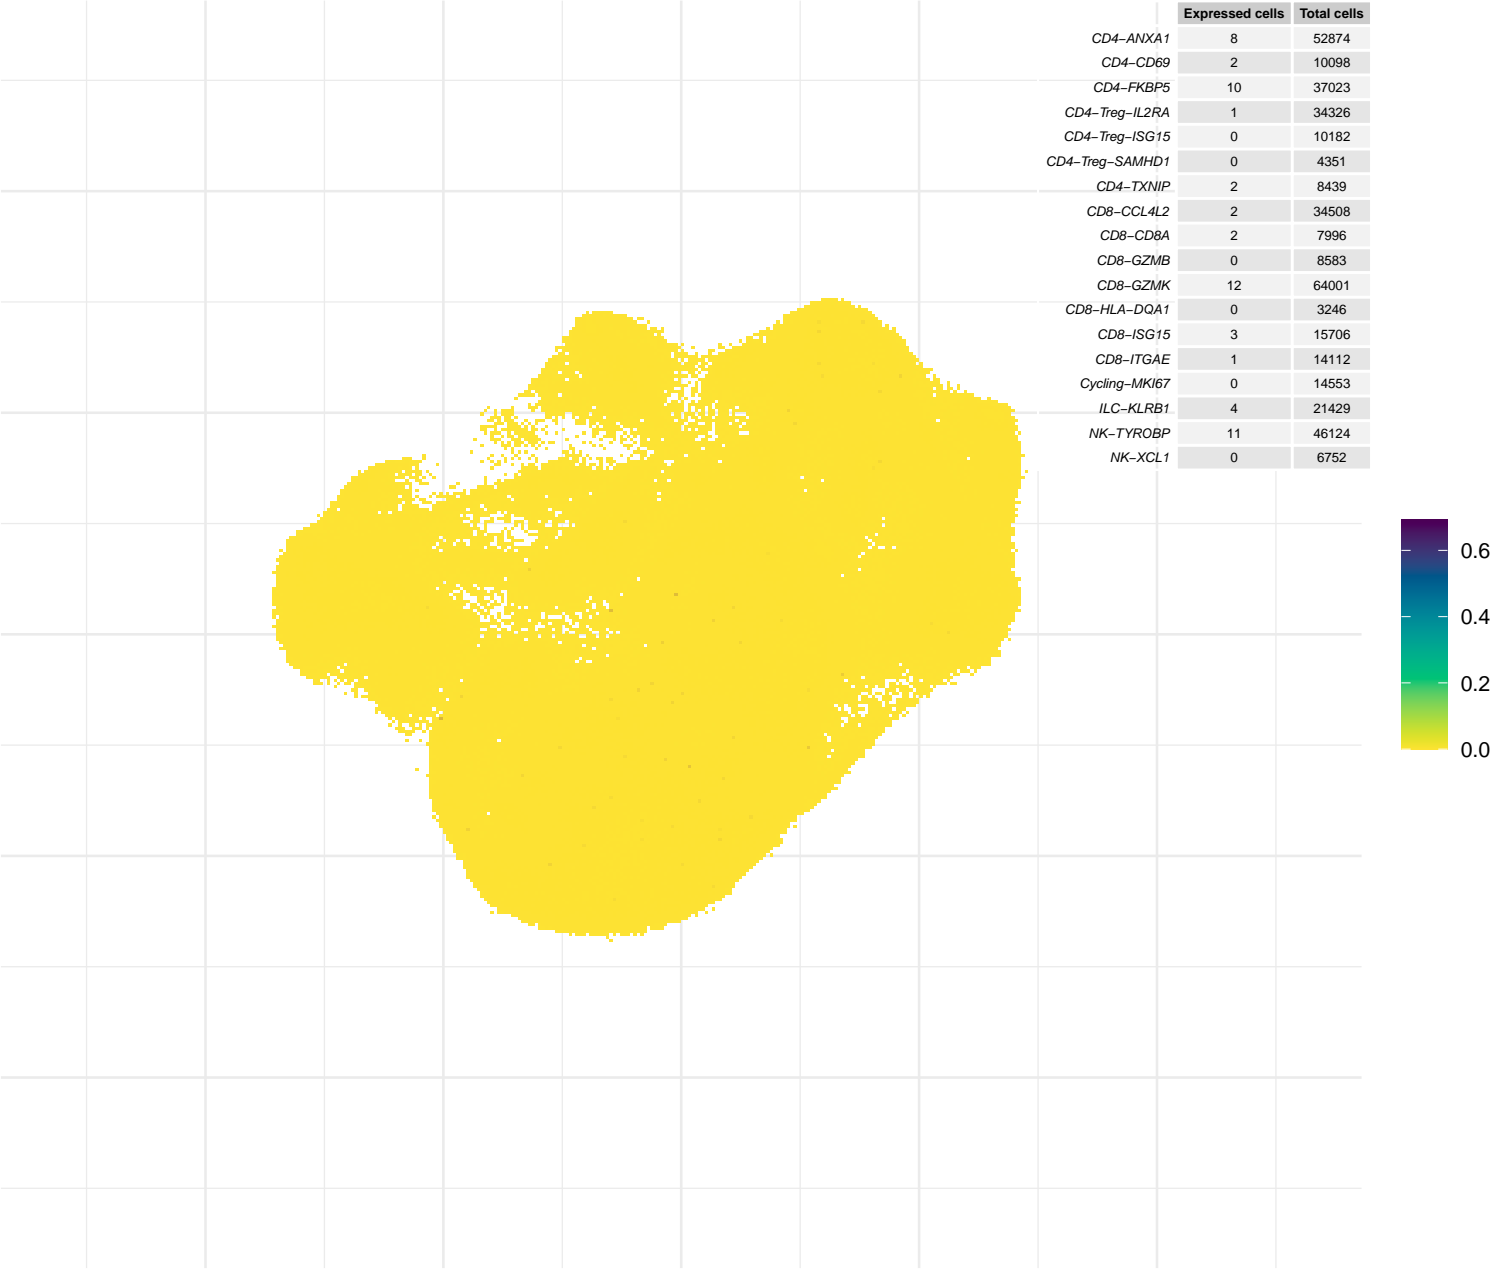 Expressed cells Total cells
CD4−ANXA1 8 52874
CD4−CD69 2 10098
CD4−FKBP5 10 37023
CD4−Treg−IL2RA 1 34326
CD4−Treg−ISG15 0 10182
CD4−Treg−SAMHD1 0 4351
CD4−TXNIP 2 8439
CD8−CCL4L2 2 34508
CD8−CD8A 2 7996
CD8−GZMB 0 8583
CD8−GZMK 12 64001
CD8−HLA−DQA1 0 3246
CD8−ISG15 3 15706
CD8−ITGAE 1 14112
Cycling−MKI67 0 14553
ILC−KLRB1 4 21429
NK−TYROBP 11 46124
NK−XCL1 0 6752
0.6
0.4
0.2
0.0